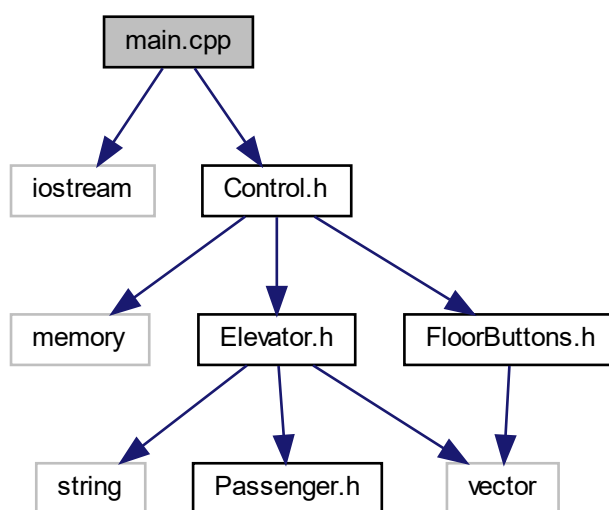 main.cpp
iostream
Control.h
memory
Elevator.h
FloorButtons.h
string
Passenger.h
vector